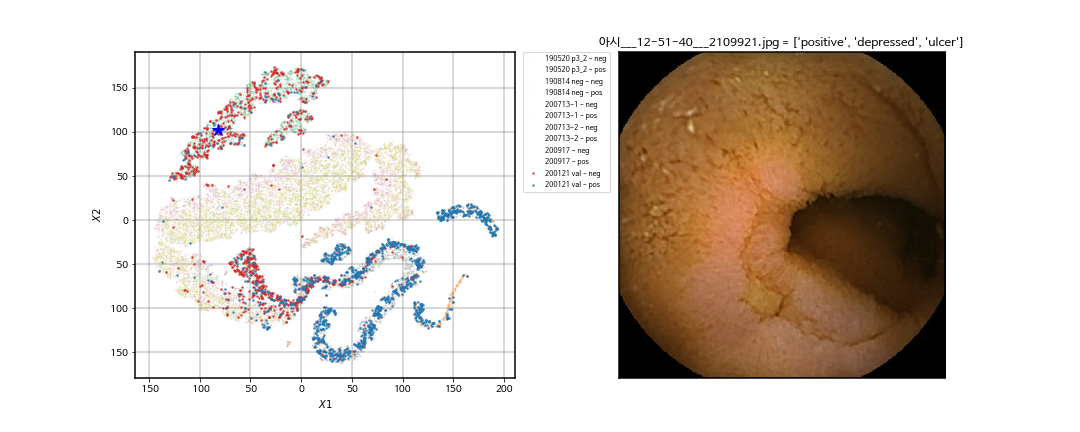 아시___12-51-40___2109921.jpg = ['positive', 'depressed', 'ulcer']
190520 p3_2 - neg
190520 p3_2 - pos
190814 neg - neg
190814 neg - pos
200713-1 - neg
200713-1 - pos
200713-2 - neg
200713-2 - pos
200917 - neg
200917 - pos
200121 val - neg
200121 val - pos
150
100
50
0
50
100
150
X2
150 100 50 0 50 100 150 200
X1